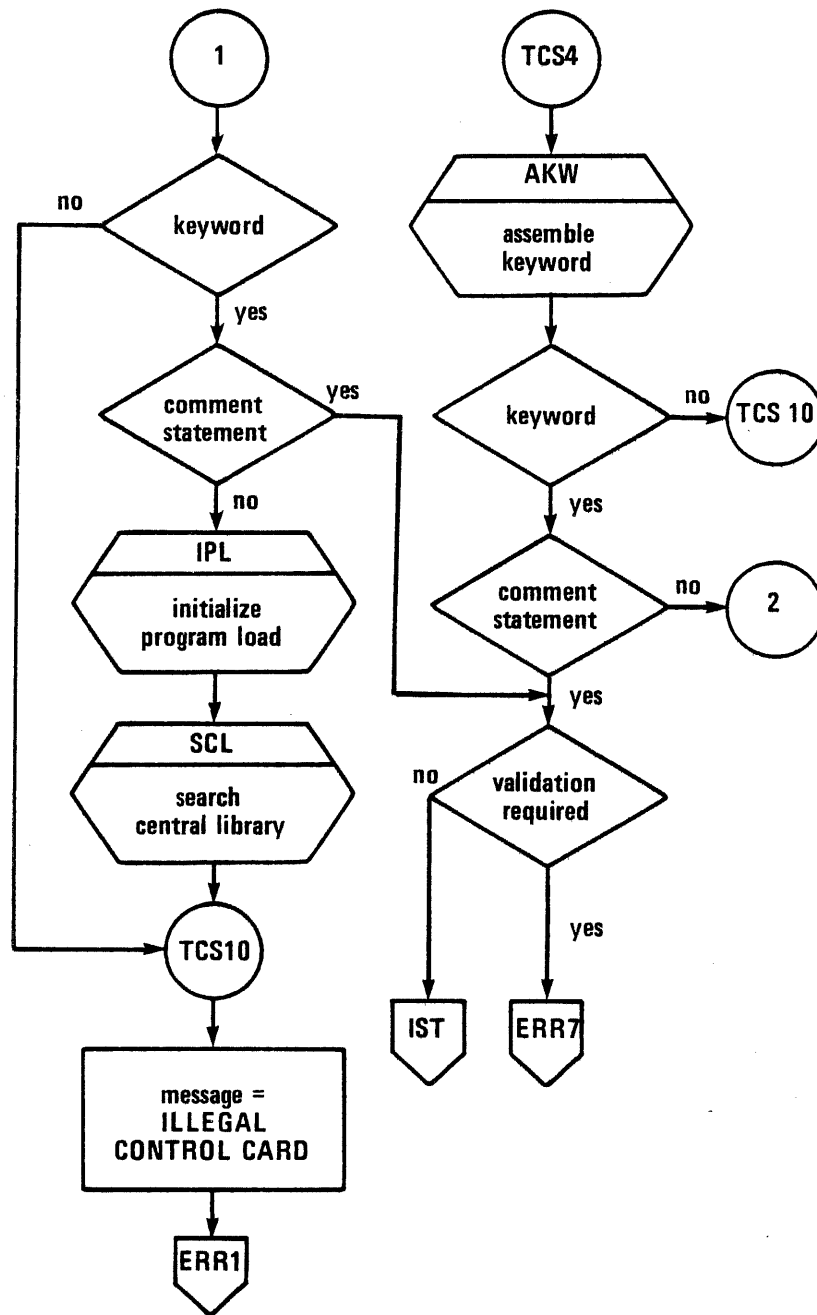 1
no
keyword
yes
comment
statement
yes
no
IPL
initialize
program load
SCL
search
central library
TCS10
message =
ILLEGAL
CONTROL CARD
ERR1
TCS4
AKW
assemble
keyword
keyword
no
TCS 10
yes
comment
statement
no
2
yes
no
validation
required
yes
IST
ERR7